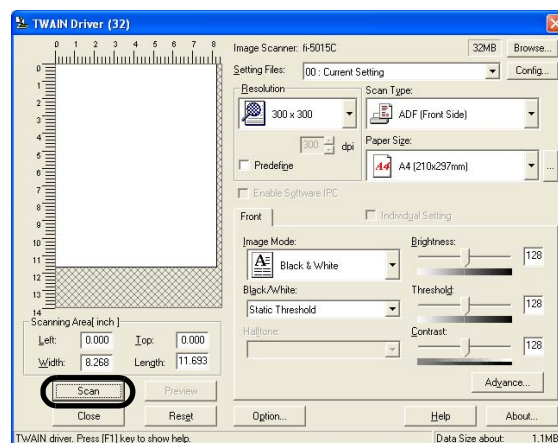 TWAIN Driver (32)
0 1 2 3 4 5 6 7 8
0
1
2
3
4
5
6
7
8
9
10
11
12
13
14
Image Scanner: fi-5015C
32MB
Browse...
Setting Files:
00 : Current Setting
Config...
Resolution
300 x 300
300 dpi
Predefine
Scan Type:
ADF (Front Side)
Paper Size:
A4
A4 (210x297mm)
...
Enable Software IPC
Front
Individual Setting
Image Mode:
Black & White
Black/White:
Static Threshold
Halftone:
Brightness:
128
Threshold:
128
Contrast:
128
Advance...
Scanning Area[ inch ]
Left: 0.000 Top: 0.000
Width: 8.268 Length: 11.693
Scan
Preview
Close
Reset
Option...
Help
About...
TWAIN driver. Press [F1] key to show help.
Data Size about: 1.1MB